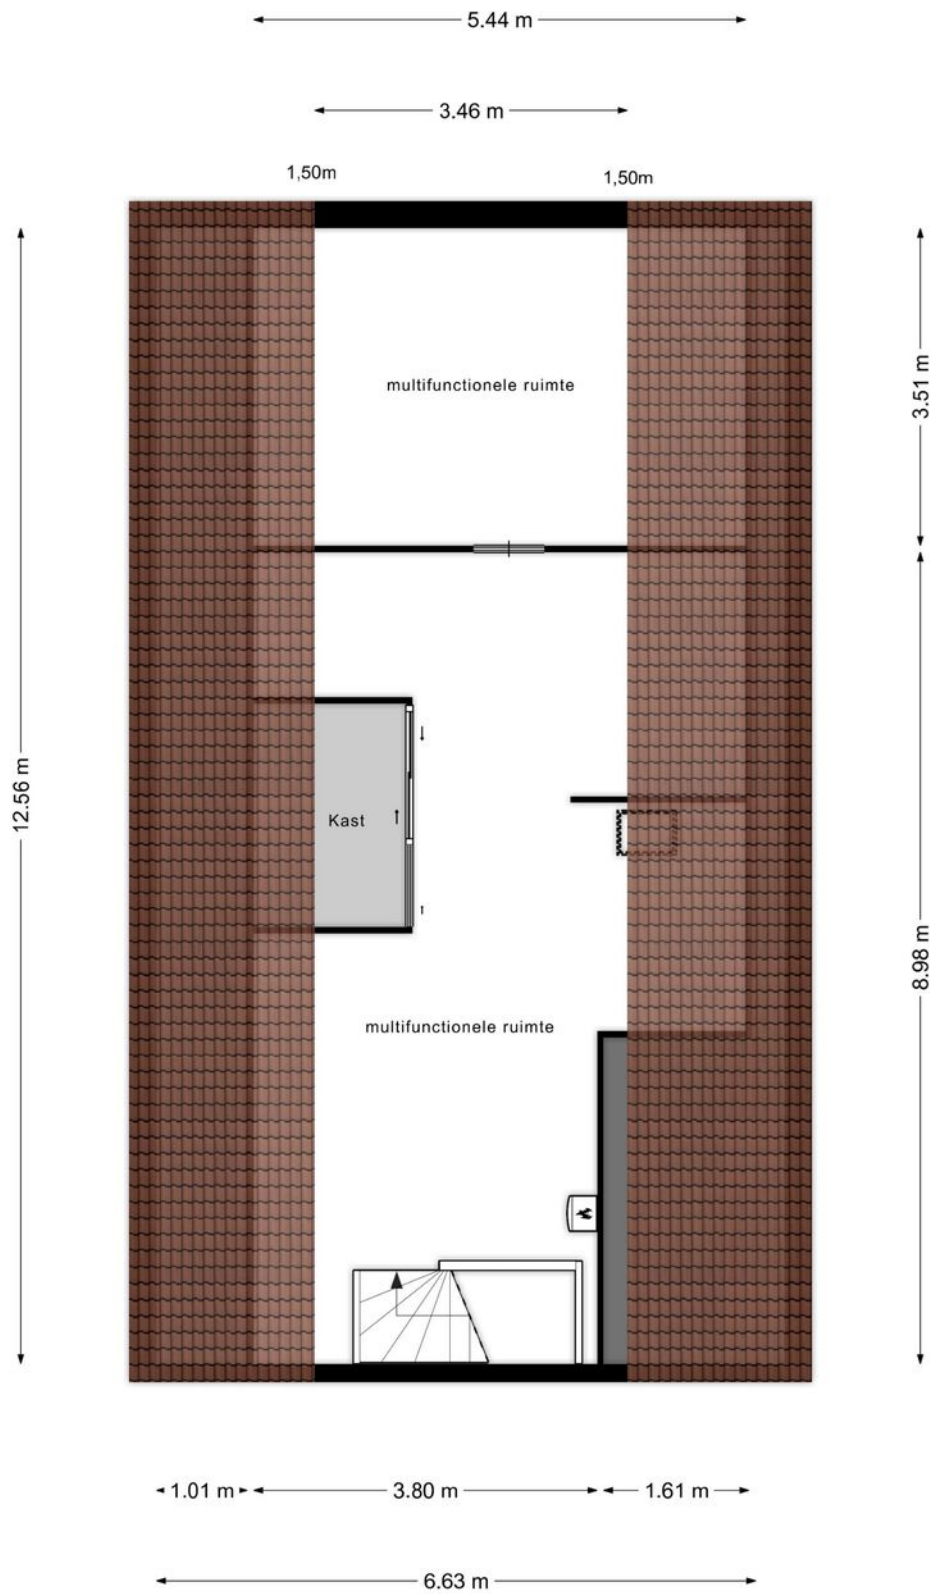 5.44 m
3.46 m
1,50m
1,50m
multifunctionele ruimte
3.51 m
12.56 m
Kast
8.98 m
multifunctionele ruimte
1.01 m
3.80 m
1.61 m
6.63 m